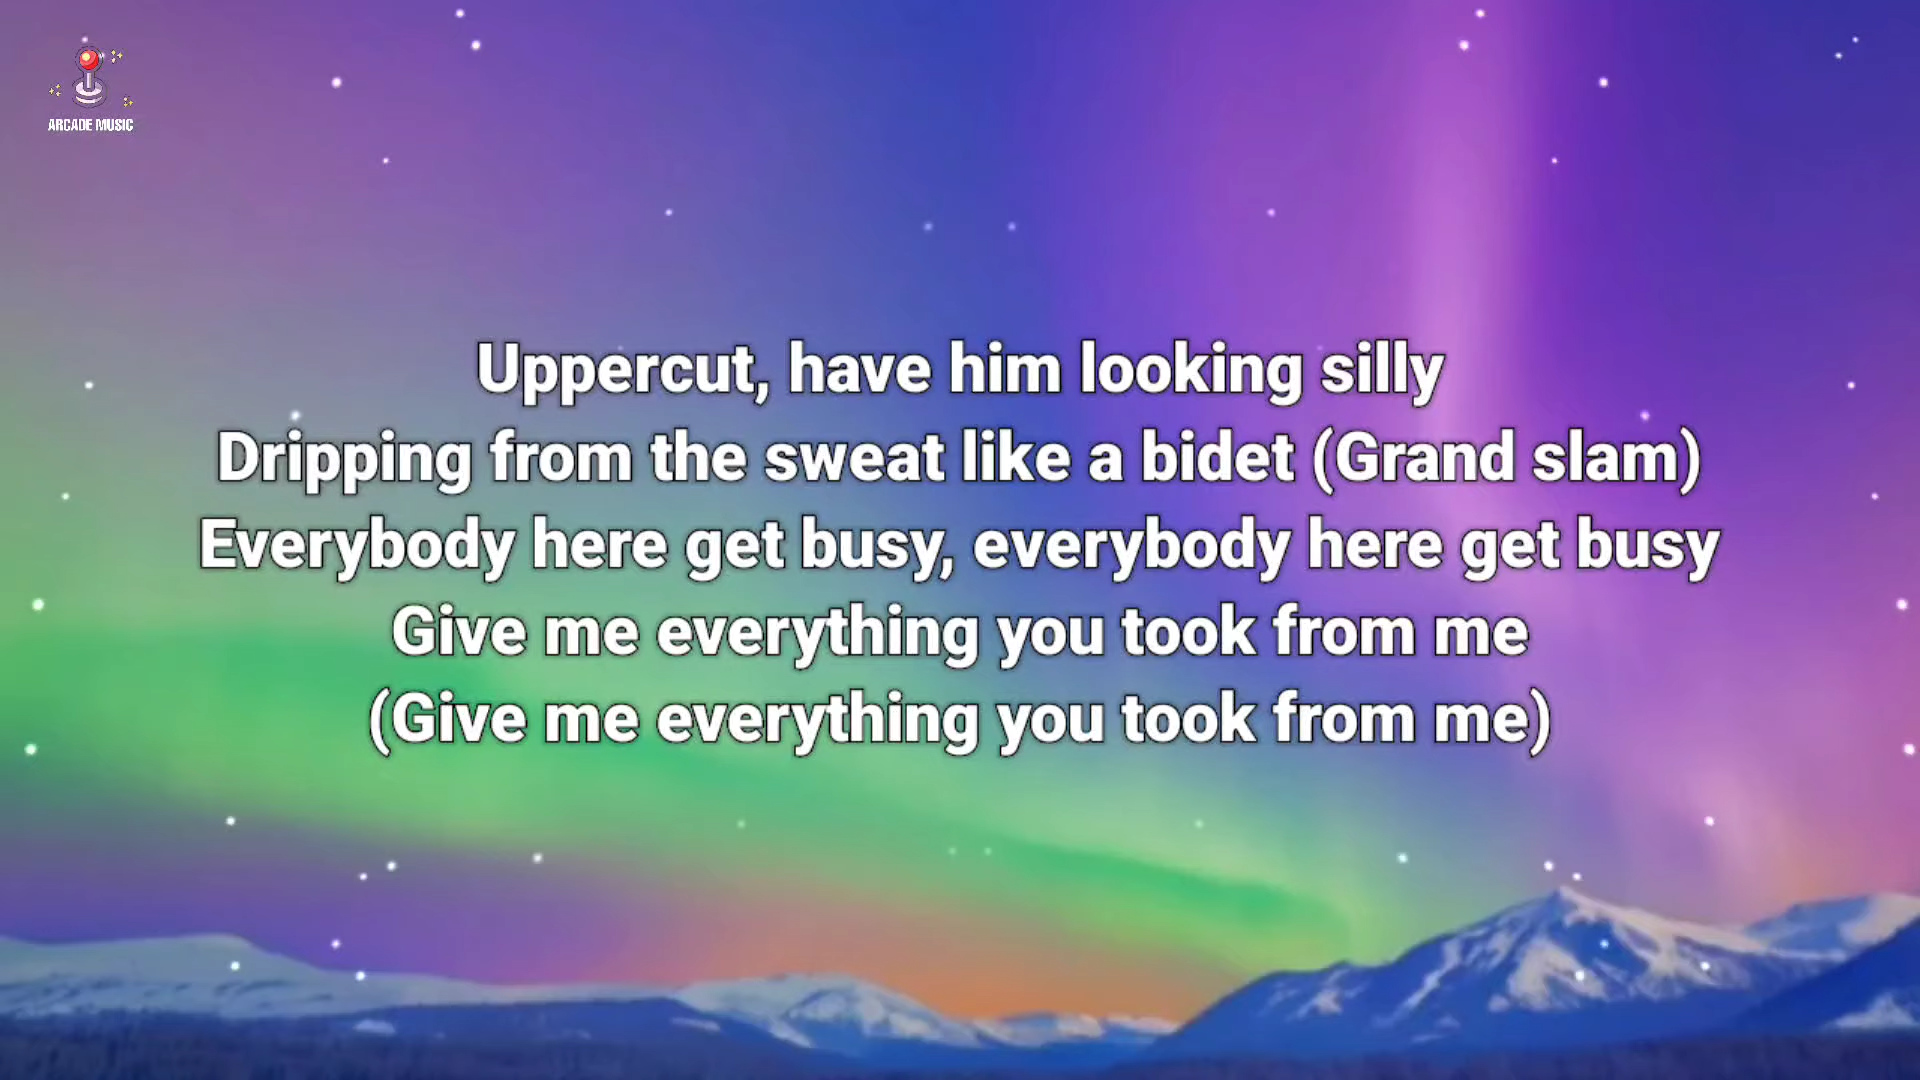 ARCADE MUSIC
Uppercut, have him looking silly
Dripping from the sweat like a bidet (Grand slam)
Everybody here get busy, everybody here get busy
Give me everything you took from me
(Give me everything you took from me)